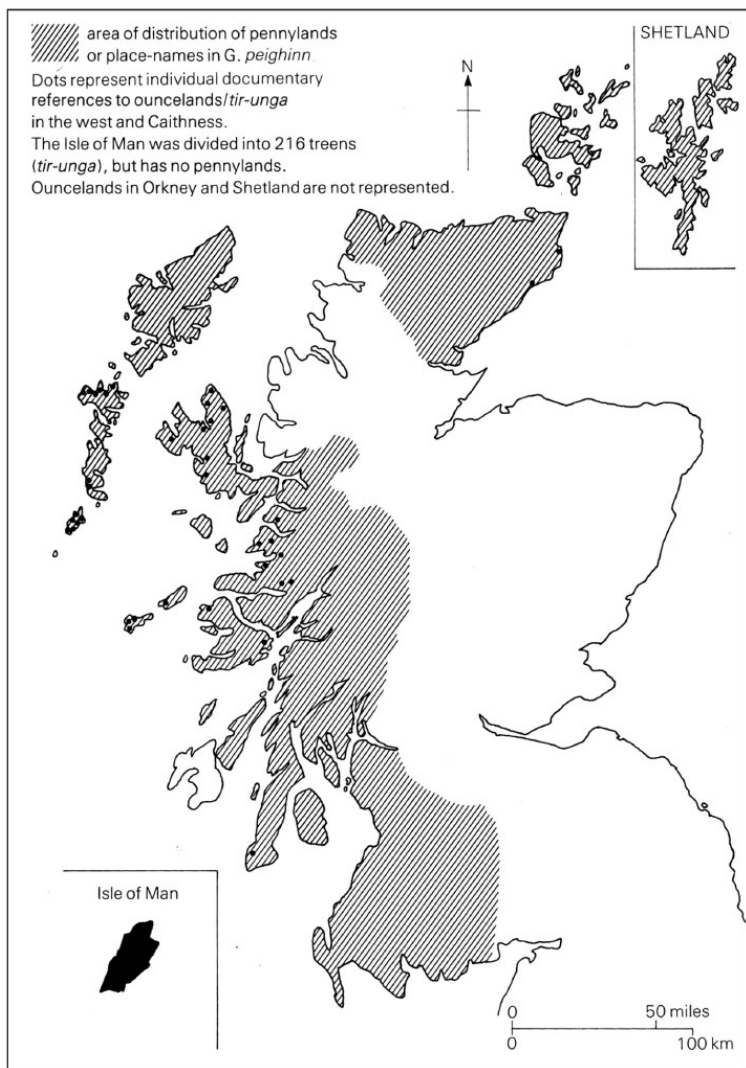 area of distribution of pennylands
or place-names in G. peighinn
Dots represent individual documentary
references to ouncelands/tir-unga
in the west and Caithness.
The Isle of Man was divided into 216 treens
(tir-unga), but has no pennylands.
Ouncelands in Orkney and Shetland are not represented.
N
SHETLAND
Isle of Man
0 50 miles
0 100 km